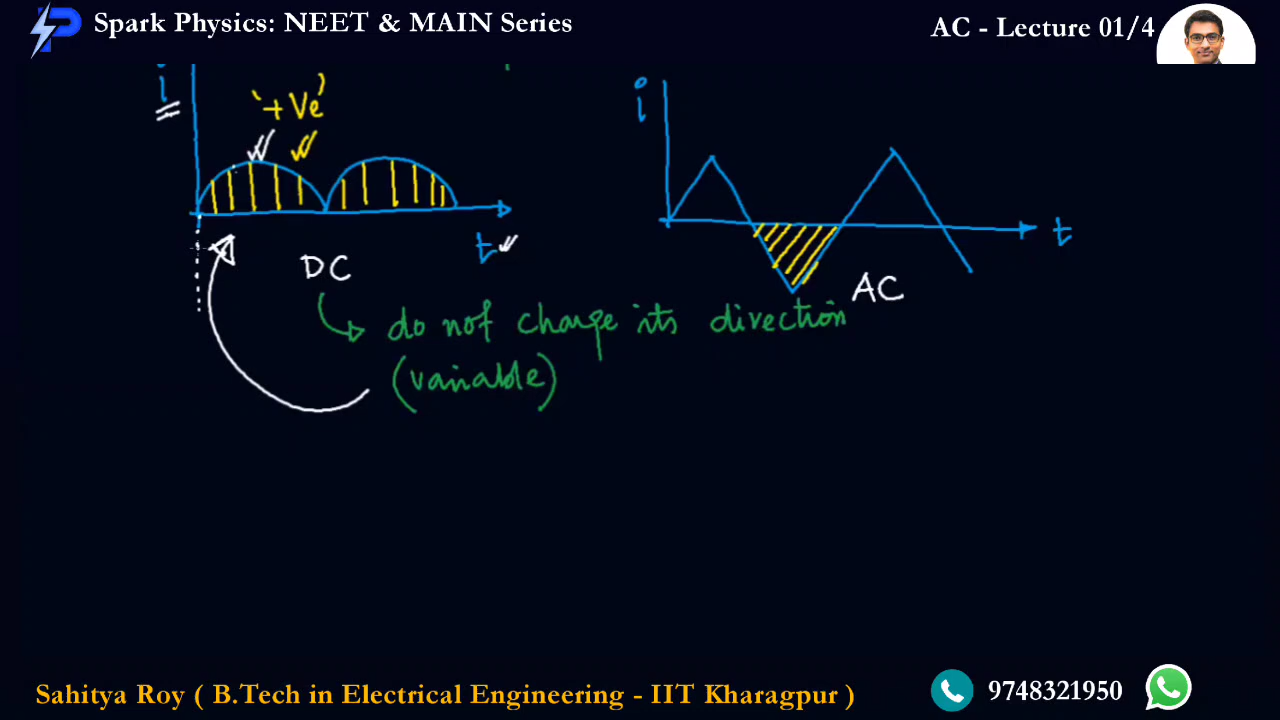 Spark Physics: NEET & MAIN Series
AC - Lecture 01/4
i
'+Ve'
i
t
DC
t
AC
do not change its direction
(variable)
Sahitya Roy ( B.Tech in Electrical Engineering - IIT Kharagpur )
9748321950